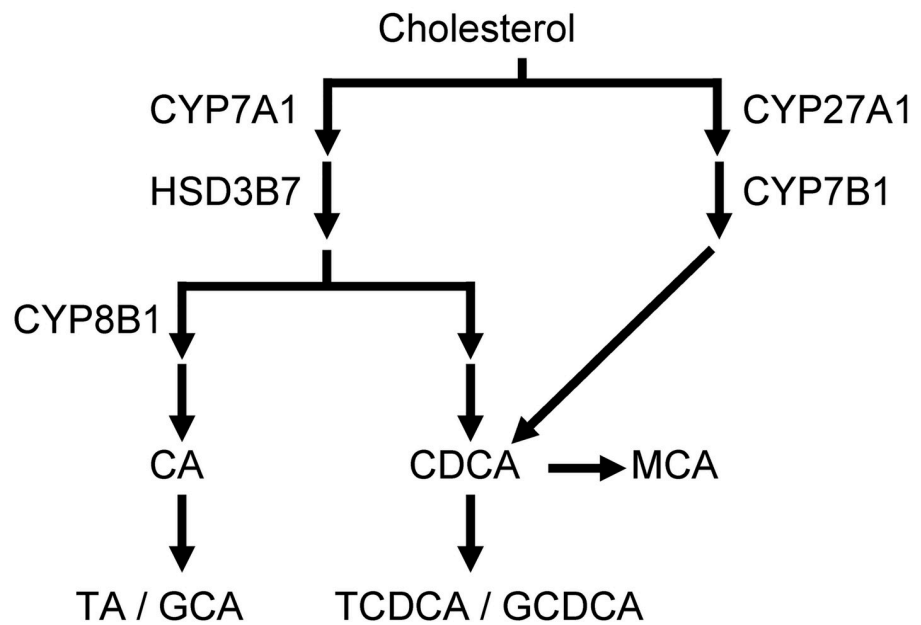 Cholesterol
CYP7A1
CYP27A1
HSD3B7
CYP7B1
CYP8B1
CA
CDCA
MCA
TA / GCA
TCDCA / GCDCA